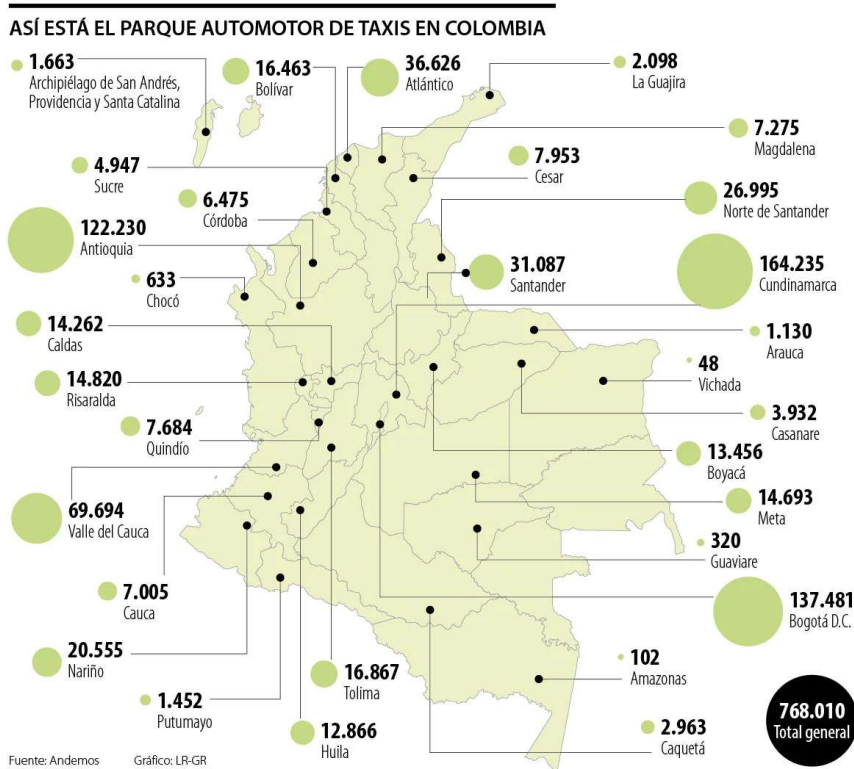 ASÍ ESTÁ EL PARQUE AUTOMOTOR DE TAXIS EN COLOMBIA
1.663
Archipiélago de San Andrés,
Providencia y Santa Catalina
16.463
Bolívar
36.626
Atlántico
2.098
La Guajira
7.275
Magdalena
4.947
Sucre
7.953
Cesar
6.475
Córdoba
26.995
Norte de Santander
122.230
Antioquia
31.087
Santander
164.235
Cundinamarca
633
Chocó
14.262
Caldas
1.130
Arauca
48
Vichada
14.820
Risaralda
3.932
Casanare
7.684
Quindío
13.456
Boyacá
69.694
Valle del Cauca
14.693
Meta
320
Guaviare
7.005
Cauca
137.481
Bogotá D.C.
20.555
Nariño
16.867
Tolima
102
Amazonas
1.452
Putumayo
12.866
Huila
2.963
Caquetá
768.010
Total general
Fuente: Andemos Gráfico: LR-GR